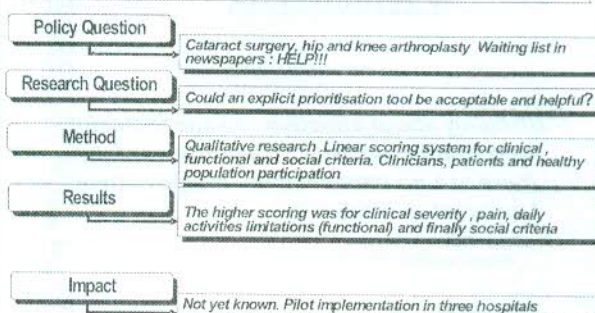 Policy Question
Cataract surgery, hip and knee arthroplasty Waiting list in
newspapers : HELP!!!
Research Question
Could an explicit prioritisation tool be acceptable and helpful?
Method
Qualitative research .Linear scoring system for clinical ,
functional and social criteria. Clinicians, patients and healthy
population participation
Results
The higher scoring was for clinical severity , pain, daily
activities limitations (functional) and finally social criteria
Impact
Not yet known. Pilot implementation in three hospitals